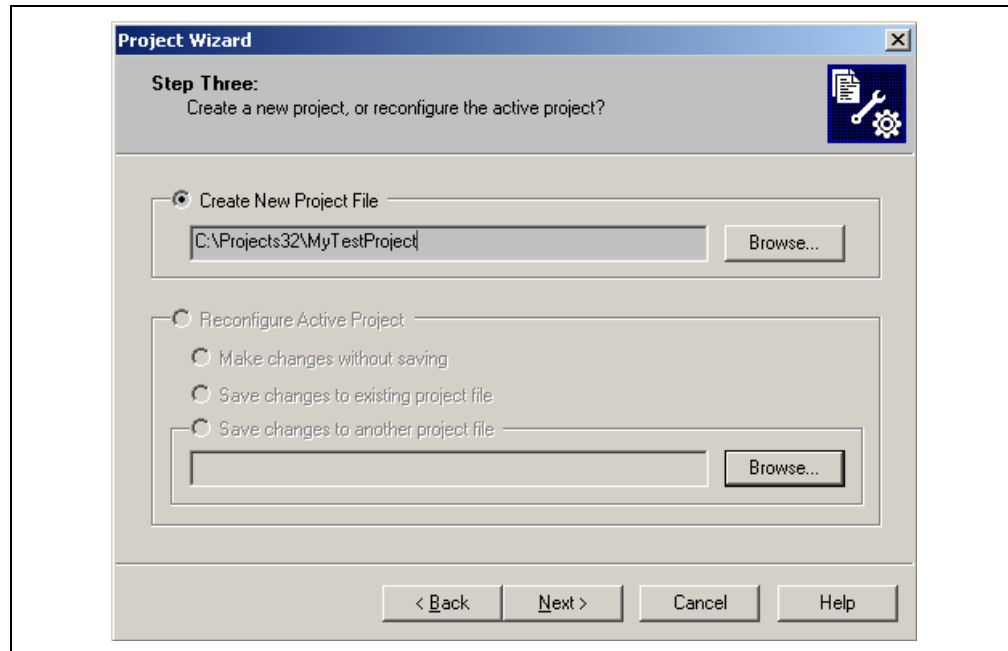 Project Wizard
Step Three:
Create a new project, or reconfigure the active project?
Create New Project File
C:\Projects32\MyTestProject
Browse...
Reconfigure Active Project
Make changes without saving
Save changes to existing project file
Save changes to another project file
Browse...
< Back
Next >
Cancel
Help